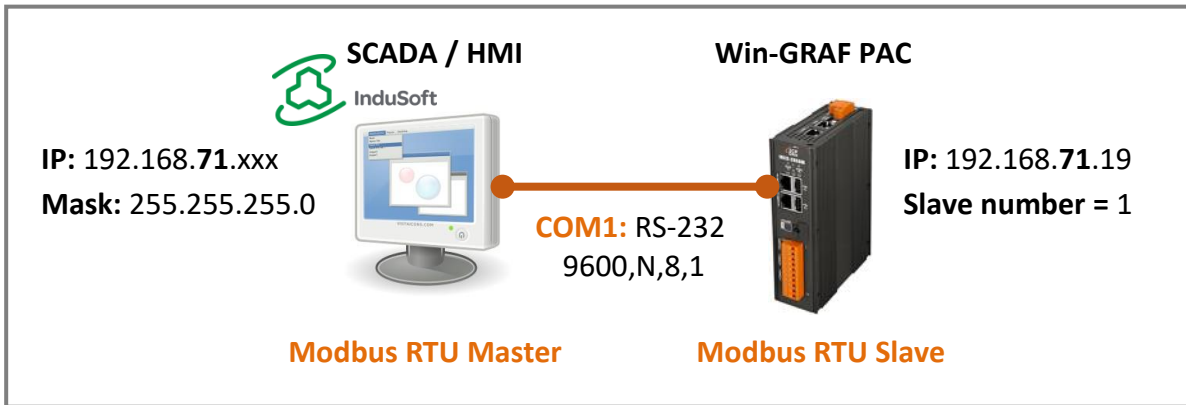 SCADA / HMI
Win-GRAF PAC
InduSoft
IP: 192.168.71.xxx
Mask: 255.255.255.0
IP: 192.168.71.19
Slave number = 1
COM1: RS-232
9600,N,8,1
Modbus RTU Master
Modbus RTU Slave